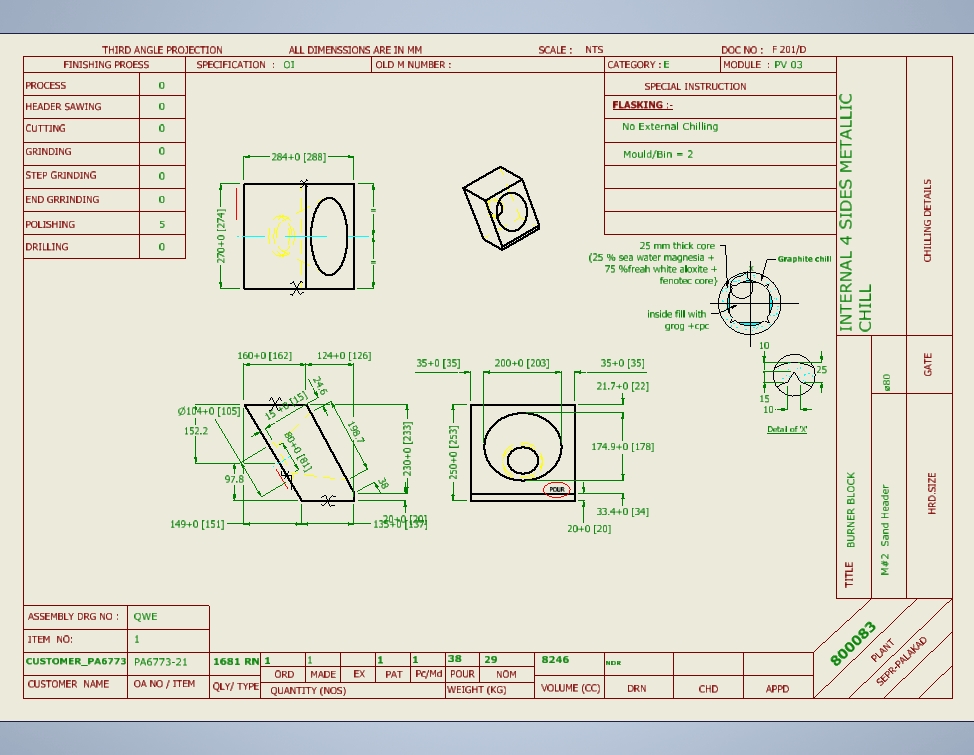 THIRD ANGLE PROJECTION ALL DIMENSSIONS ARE IN MM SCALE : NTS DOC NO : F 201/D
FINISHING PROESS SPECIFICATION : OI OLD M NUMBER : CATEGORY : E MODULE : PV 03
PROCESS 0
HEADER SAWING 0
CUTTING 0
GRINDING 0
STEP GRINDING 0
END GRRINDING 0
POLISHING 5
DRILLING 0
SPECIAL INSTRUCTION
FLASKING :-
No External Chilling
Mould/Bin = 2
INTERNAL 4 SIDES METALLIC
CHILL
CHILLING DETAILS
284+0 [288]
270+0 [274]
=
=
25 mm thick core
(25 % sea water magnesia +
75 %freah white aloxite +
fenotec core}
Graphite chill
inside fill with
grog +cpc
10
25
15
10
Detail of 'X'
160+0 [162] 124+0 [126]
24.6
Ø104+0 [105]
152.2
80+0 [81]
198.7
230+0 [233]
97.8
38
149+0 [151]
135+0 [137]
20+0 [20]
35+0 [35] 200+0 [203] 35+0 [35]
21.7+0 [22]
250+0 [253]
174.9+0 [178]
POUR
33.4+0 [34]
20+0 [20]
GATE
ø80
HRD.SIZE
M#2 Sand Header
TITLE BURNER BLOCK
ASSEMBLY DRG NO : QWE
ITEM NO: 1
CUSTOMER_PA6773 PA6773-21 1681 RN 1 1 1 1 38 29 8246 NDR
ORD MADE EX PAT Pc/Md POUR NOM
CUSTOMER NAME OA NO / ITEM QLY/ TYPE QUANTITY (NOS) WEIGHT (KG) VOLUME (CC) DRN CHD APPD
800083
PLANT
SEPR-PALAKAD